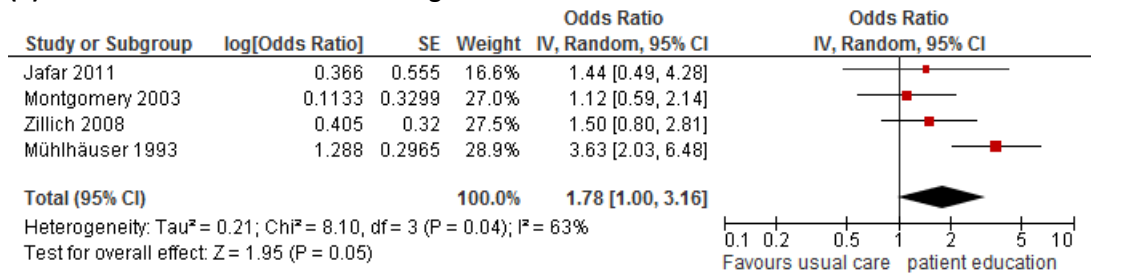 Odds Ratio Odds Ratio
Study or Subgroup log[Odds Ratio] SE Weight IV, Random, 95% CI IV, Random, 95% CI
Jafar 2011 0.366 0.555 16.6% 1.44 [0.49, 4.28]
Montgomery 2003 0.1133 0.3299 27.0% 1.12 [0.59, 2.14]
Zillich 2008 0.405 0.32 27.5% 1.50 [0.80, 2.81]
Mühlhäuser 1993 1.288 0.2965 28.9% 3.63 [2.03, 6.48]
Total (95% CI) 100.0% 1.78 [1.00, 3.16]
Heterogeneity: Tau² = 0.21; Chi² = 8.10, df = 3 (P = 0.04); I² = 63%
Test for overall effect: Z = 1.95 (P = 0.05)
0.1 0.2 0.5 1 2 5 10
Favours usual care patient education